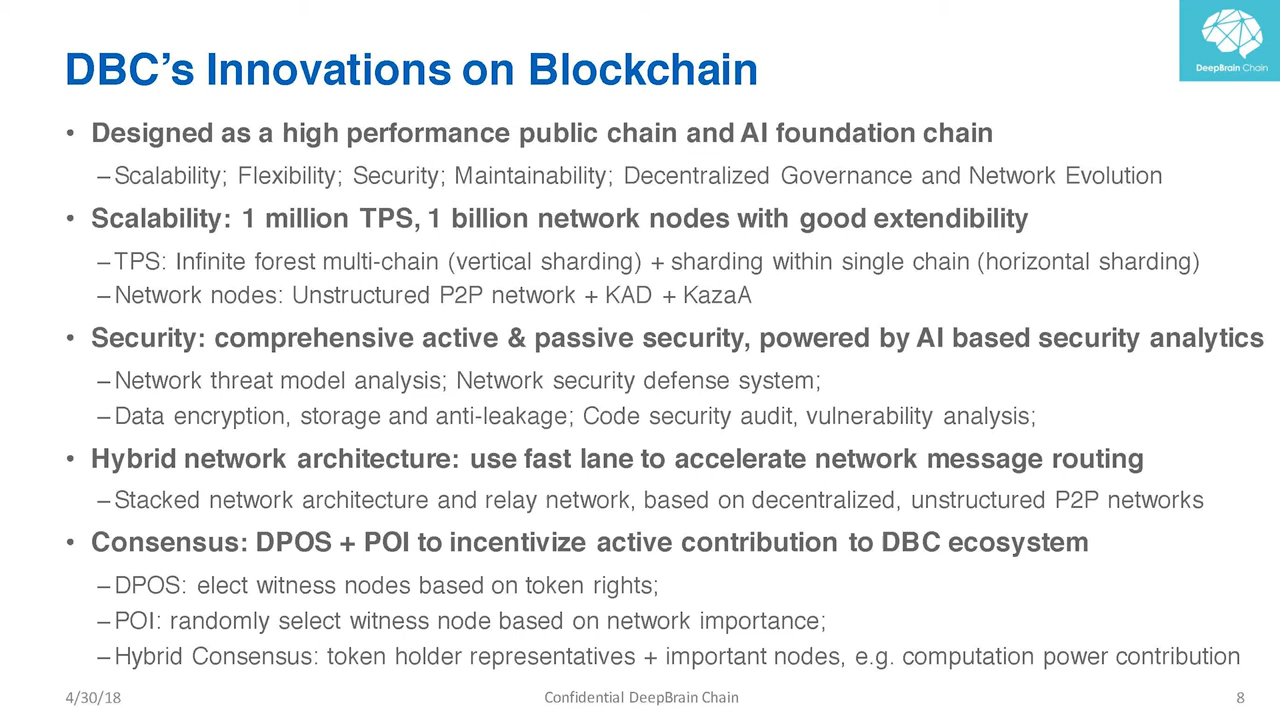 DBC’s Innovations on Blockchain
DeepBrain Chain
• Designed as a high performance public chain and AI foundation chain
– Scalability; Flexibility; Security; Maintainability; Decentralized Governance and Network Evolution
• Scalability: 1 million TPS, 1 billion network nodes with good extendibility
– TPS: Infinite forest multi-chain (vertical sharding) + sharding within single chain (horizontal sharding)
– Network nodes: Unstructured P2P network + KAD + KazaA
• Security: comprehensive active & passive security, powered by AI based security analytics
– Network threat model analysis; Network security defense system;
– Data encryption, storage and anti-leakage; Code security audit, vulnerability analysis;
• Hybrid network architecture: use fast lane to accelerate network message routing
– Stacked network architecture and relay network, based on decentralized, unstructured P2P networks
• Consensus: DPOS + POI to incentivize active contribution to DBC ecosystem
– DPOS: elect witness nodes based on token rights;
– POI: randomly select witness node based on network importance;
– Hybrid Consensus: token holder representatives + important nodes, e.g. computation power contribution
4/30/18
Confidential DeepBrain Chain
8